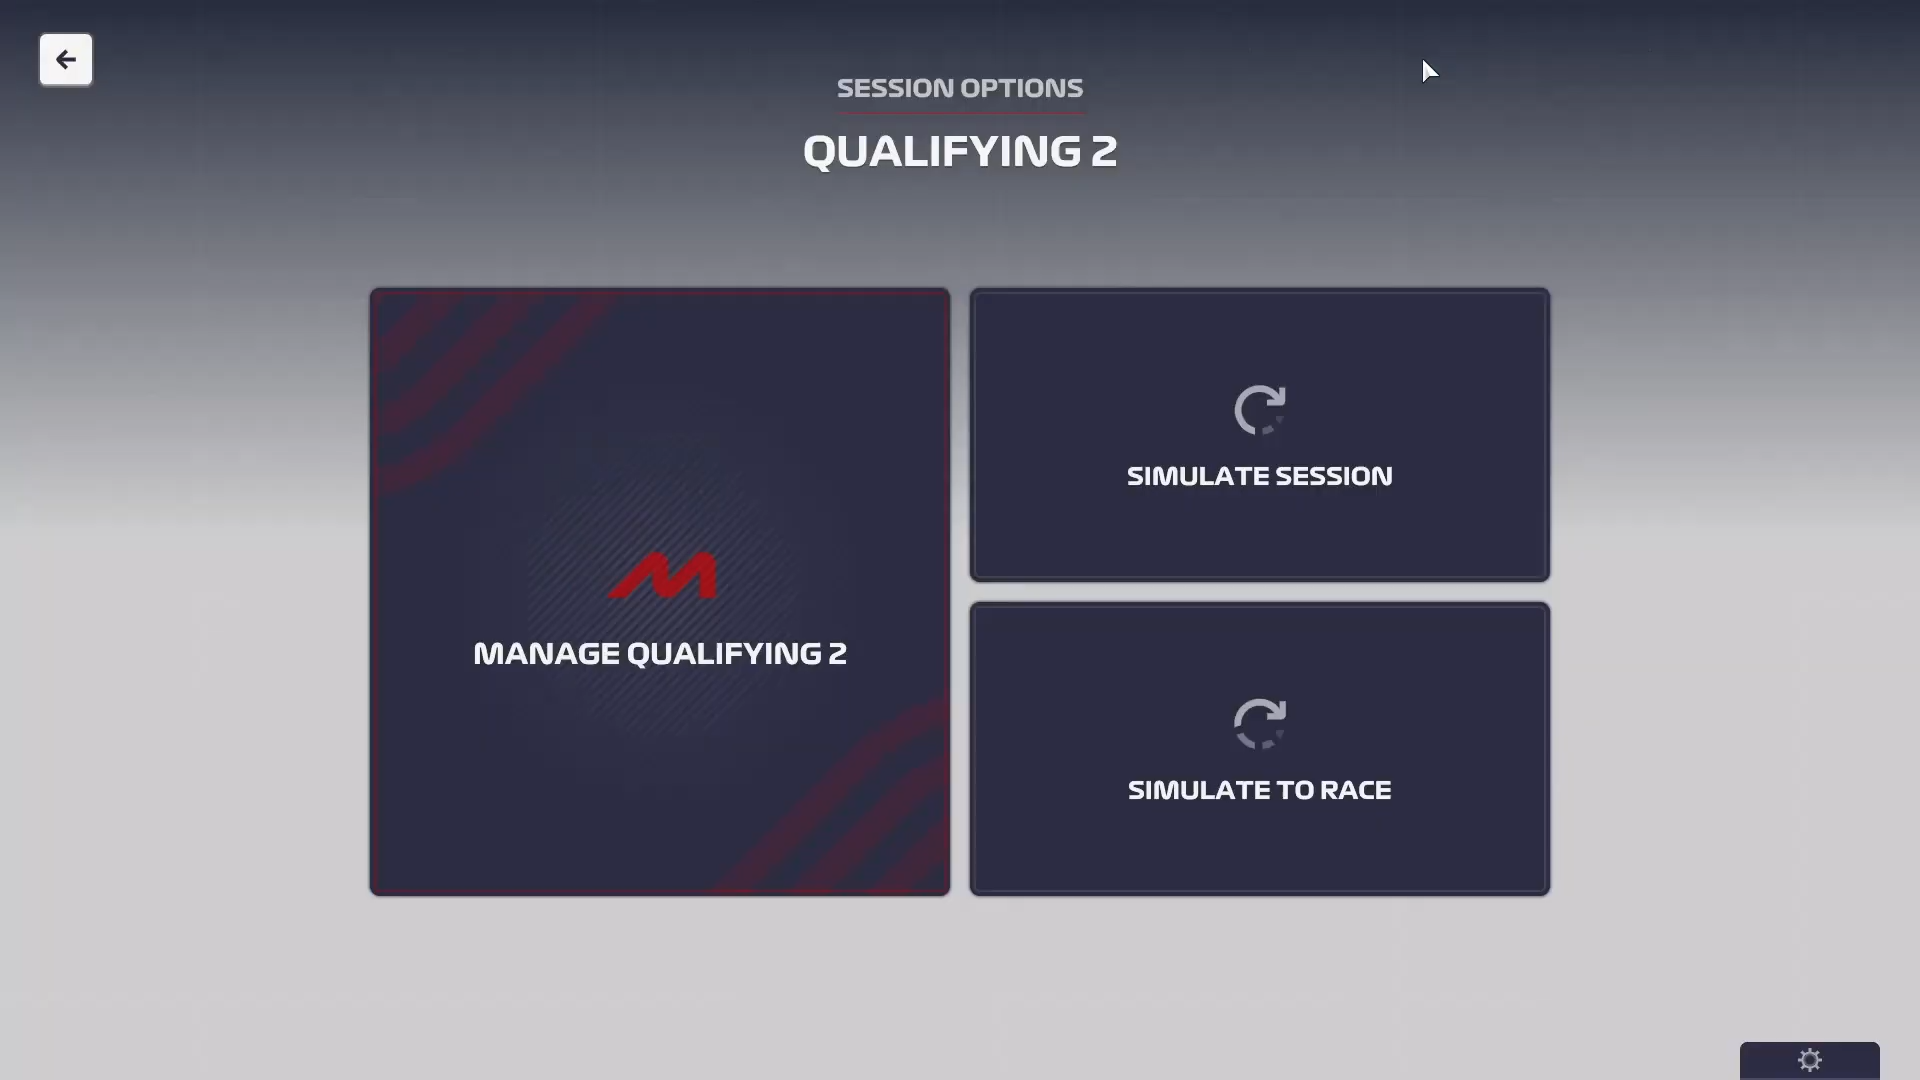 SESSION OPTIONS
QUALIFYING 2
MANAGE QUALIFYING 2
SIMULATE SESSION
SIMULATE TO RACE